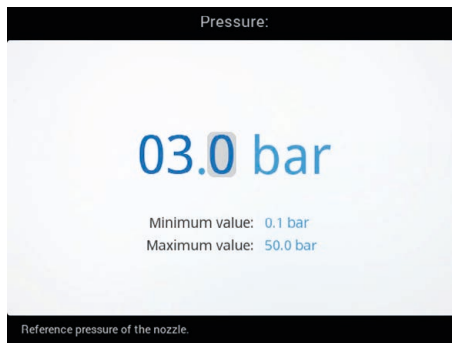 Pressure:
03.0 bar
Minimum value: 0.1 bar
Maximum value: 50.0 bar
Reference pressure of the nozzle.